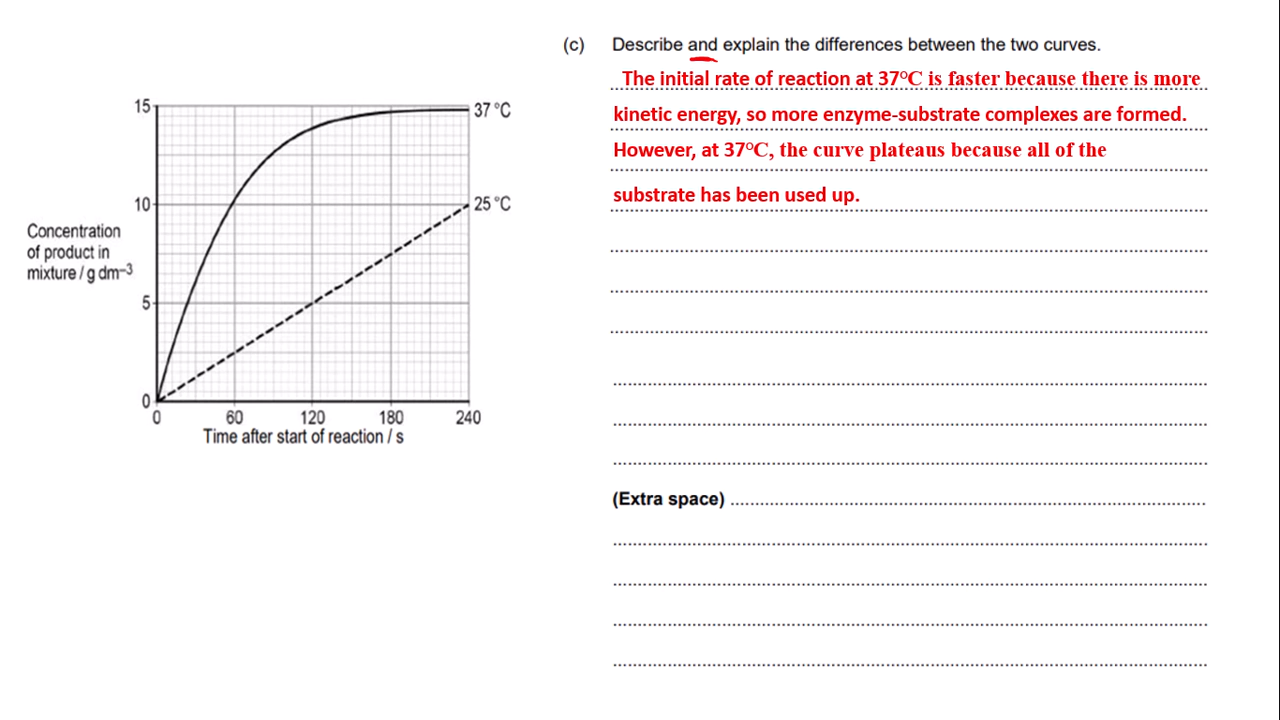 (c) Describe and explain the differences between the two curves.
The initial rate of reaction at 37°C is faster because there is more
kinetic energy, so more enzyme-substrate complexes are formed.
However, at 37°C, the curve plateaus because all of the
substrate has been used up.
(Extra space)
15
10
5
0
Concentration
of product in
mixture / g dm–3
37 °C
25 °C
0 60 120 180 240
Time after start of reaction / s